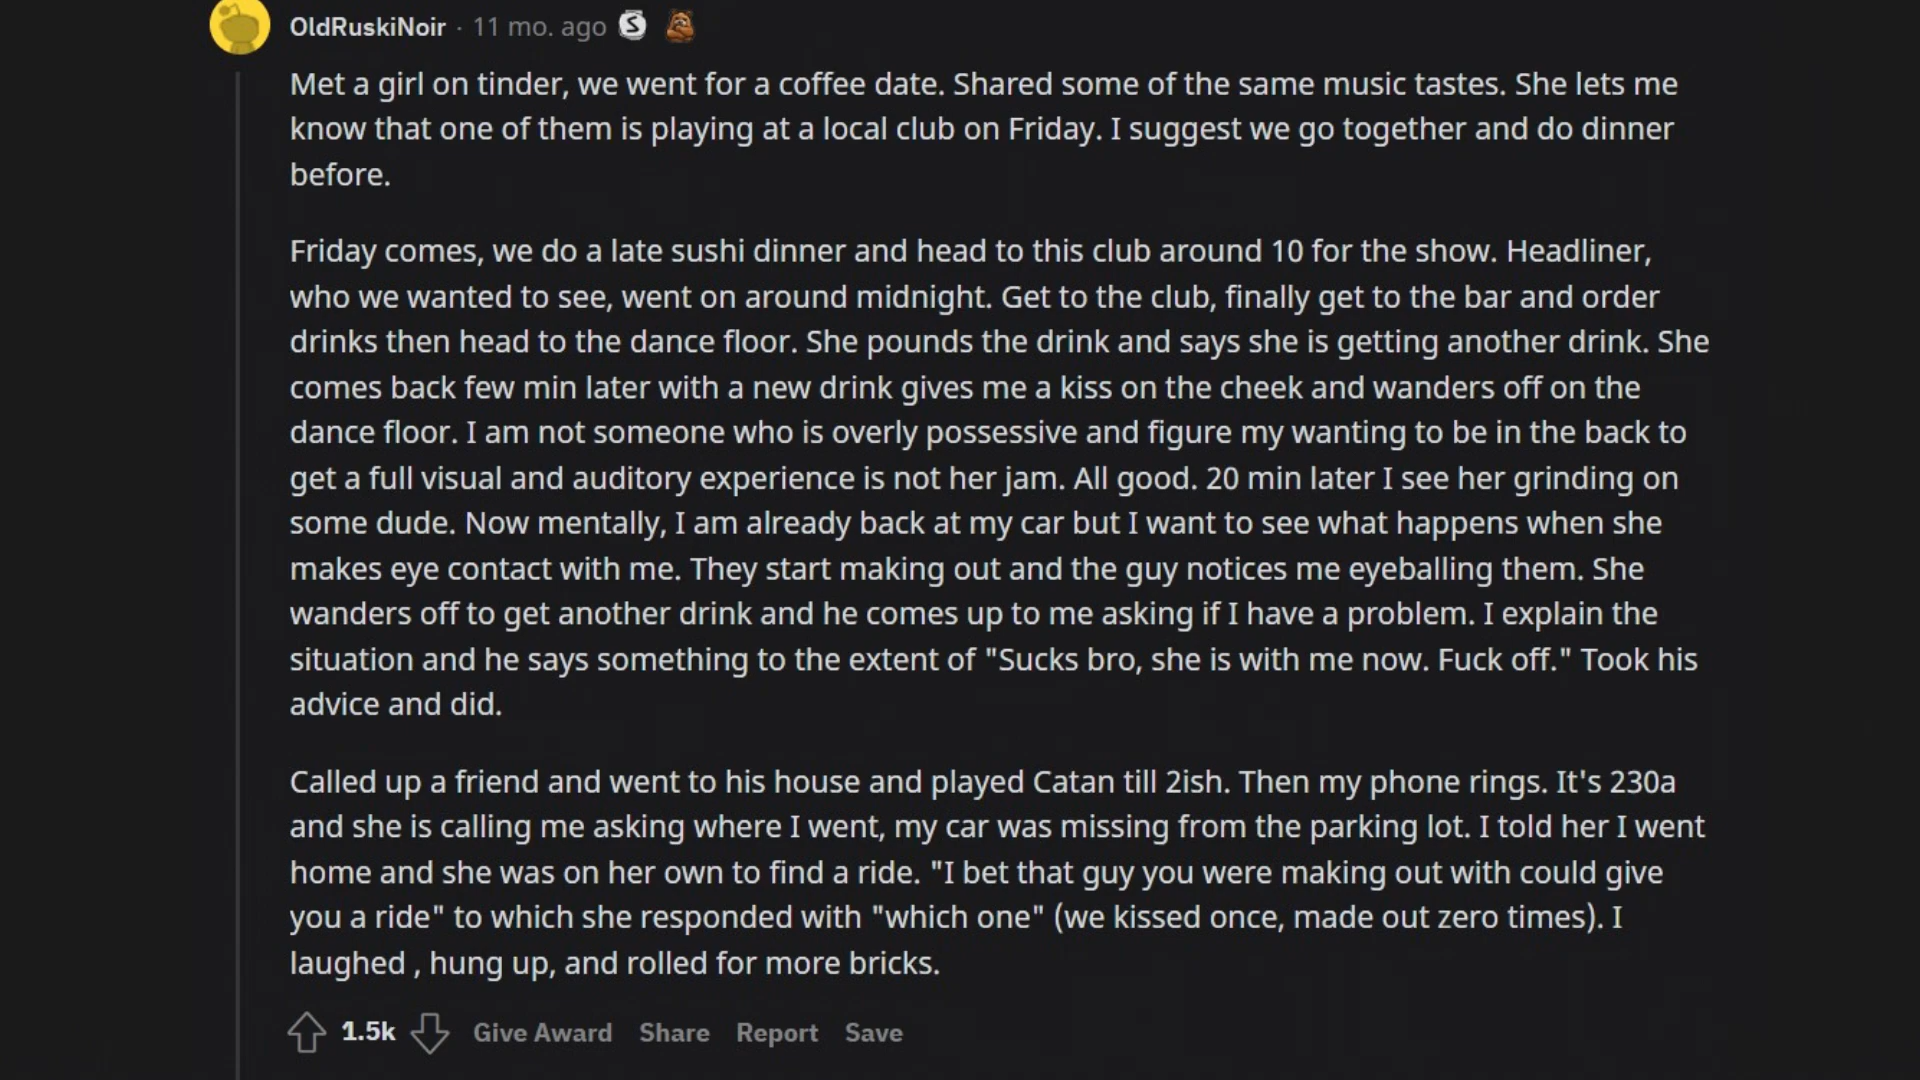 OldRuskiNoir · 11 mo. ago
Met a girl on tinder, we went for a coffee date. Shared some of the same music tastes. She lets me
know that one of them is playing at a local club on Friday. I suggest we go together and do dinner
before.
Friday comes, we do a late sushi dinner and head to this club around 10 for the show. Headliner,
who we wanted to see, went on around midnight. Get to the club, finally get to the bar and order
drinks then head to the dance floor. She pounds the drink and says she is getting another drink. She
comes back few min later with a new drink gives me a kiss on the cheek and wanders off on the
dance floor. I am not someone who is overly possessive and figure my wanting to be in the back to
get a full visual and auditory experience is not her jam. All good. 20 min later I see her grinding on
some dude. Now mentally, I am already back at my car but I want to see what happens when she
makes eye contact with me. They start making out and the guy notices me eyeballing them. She
wanders off to get another drink and he comes up to me asking if I have a problem. I explain the
situation and he says something to the extent of "Sucks bro, she is with me now. Fuck off." Took his
advice and did.
Called up a friend and went to his house and played Catan till 2ish. Then my phone rings. It's 230a
and she is calling me asking where I went, my car was missing from the parking lot. I told her I went
home and she was on her own to find a ride. "I bet that guy you were making out with could give
you a ride" to which she responded with "which one" (we kissed once, made out zero times). I
laughed , hung up, and rolled for more bricks.
1.5k Give Award Share Report Save